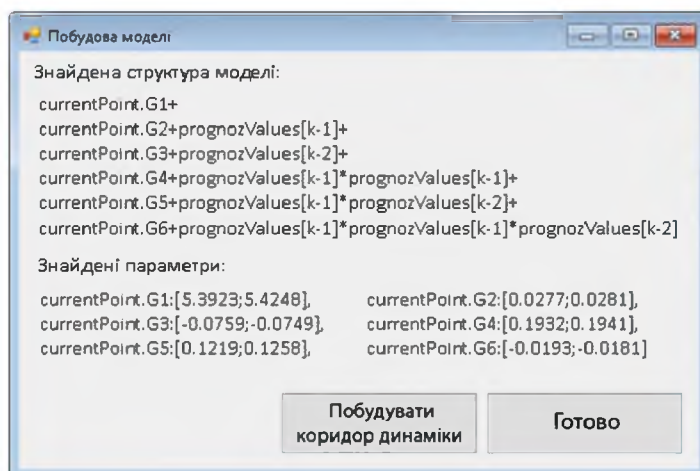 Побудова моделі
Знайдена структура моделі:
currentPoint.G1+
currentPoint.G2+prognozValues[k-1]+
currentPoint.G3+prognozValues[k-2]+
currentPoint.G4+prognozValues[k-1]*prognozValues[k-1]+
currentPoint.G5+prognozValues[k-1]*prognozValues[k-2]+
currentPoint.G6+prognozValues[k-1]*prognozValues[k-1]*prognozValues[k-2]
Знайдені параметри:
currentPoint.G1:[5.3923;5.4248], currentPoint.G2:[0.0277;0.0281],
currentPoint.G3:[-0.0759;-0.0749], currentPoint.G4:[0.1932;0.1941],
currentPoint.G5:[0.1219;0.1258], currentPoint.G6:[-0.0193;-0.0181]
Побудувати
коридор динаміки
Готово